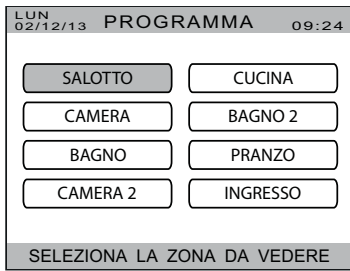 LUN
02/12/13 PROGRAMMA 09:24
SALOTTO CUCINA
CAMERA BAGNO 2
BAGNO PRANZO
CAMERA 2 INGRESSO
SELEZIONA LA ZONA DA VEDERE